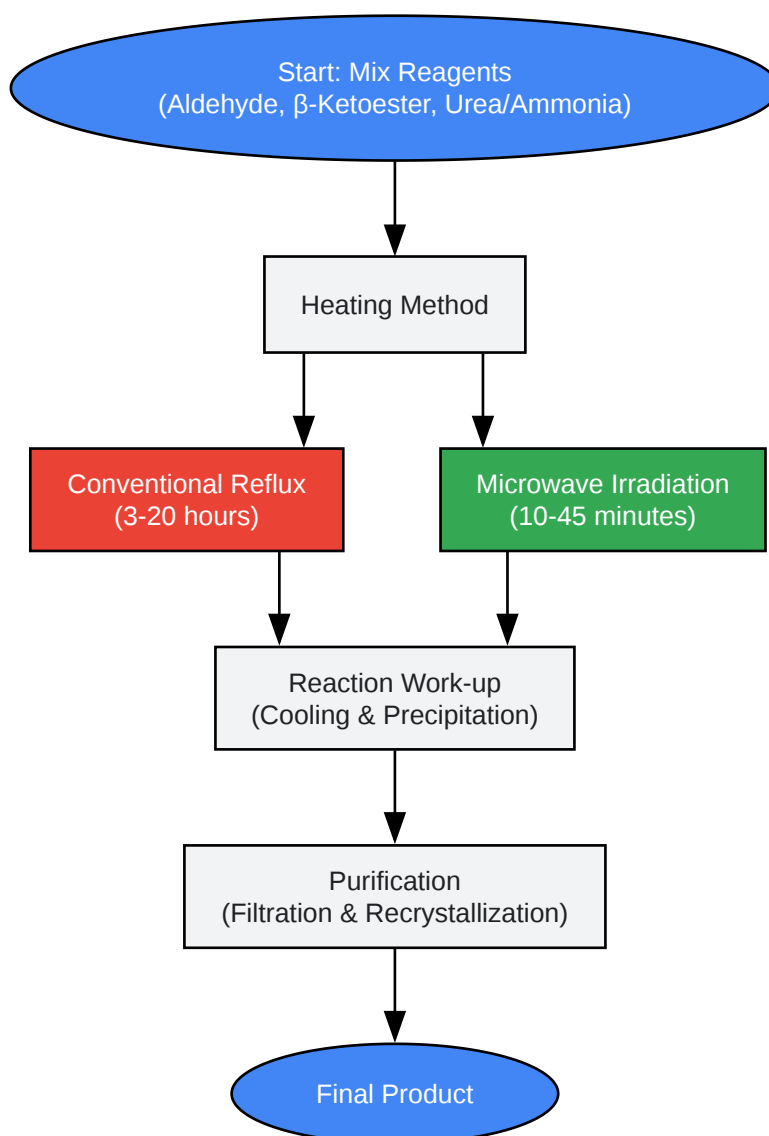 Start: Mix Reagents
(Aldehyde, β-Ketoester, Urea/Ammonia)
Heating Method
Conventional Reflux
(3-20 hours)
Microwave Irradiation
(10-45 minutes)
Reaction Work-up
(Cooling & Precipitation)
Purification
(Filtration & Recrystallization)
Final Product